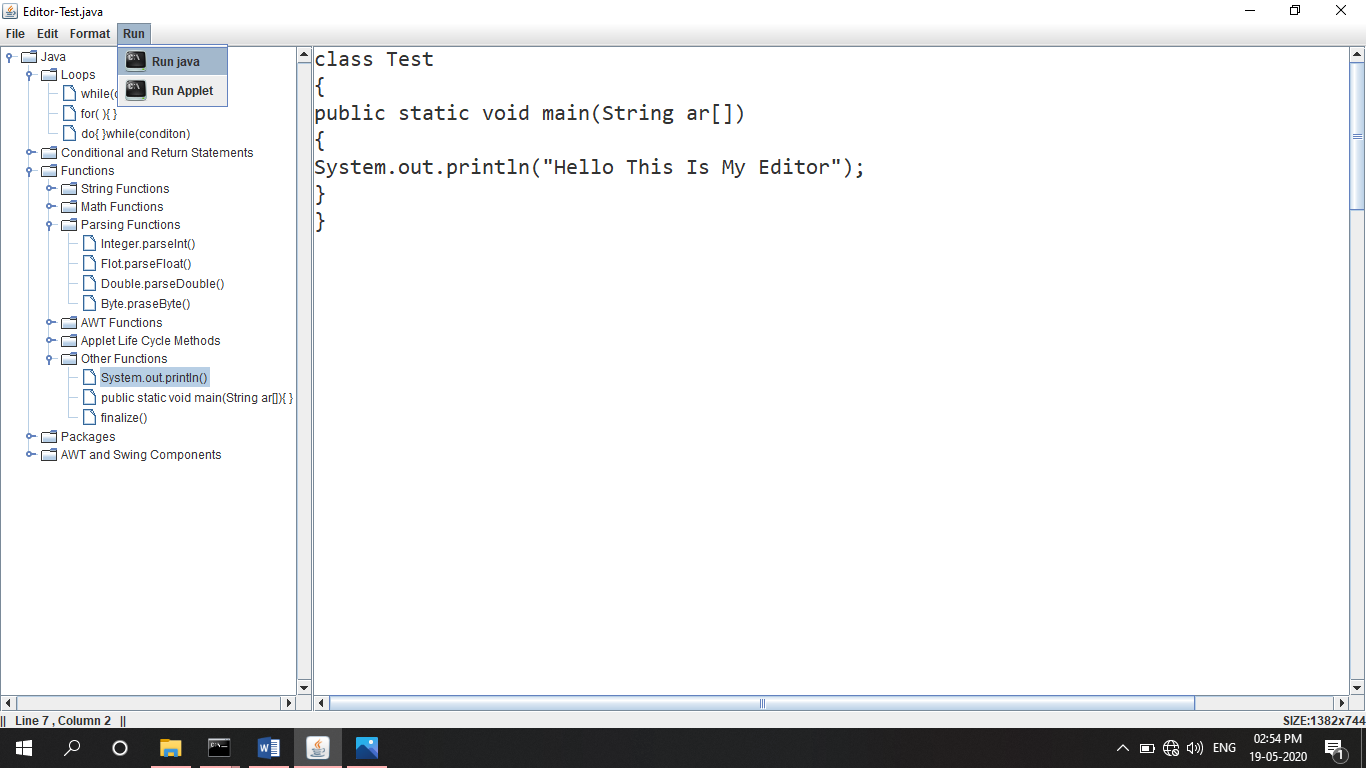 Editor-Test.java
File Edit Format Run
Run java
Run Applet
Java
Loops
for( ){ }
do{ }while(conditon)
Conditional and Return Statements
Functions
String Functions
Math Functions
Parsing Functions
Integer.parseInt()
Flot.parseFloat()
Double.parseDouble()
Byte.praseByte()
AWT Functions
Applet Life Cycle Methods
Other Functions
System.out.println()
public static void main(String ar[]){ }
finalize()
Packages
AWT and Swing Components
class Test
{
public static void main(String ar[])
{
System.out.println("Hello This Is My Editor");
}
}
|| Line 7 , Column 2 ||
SIZE:1382x744
ENG
02:54 PM
19-05-2020
1